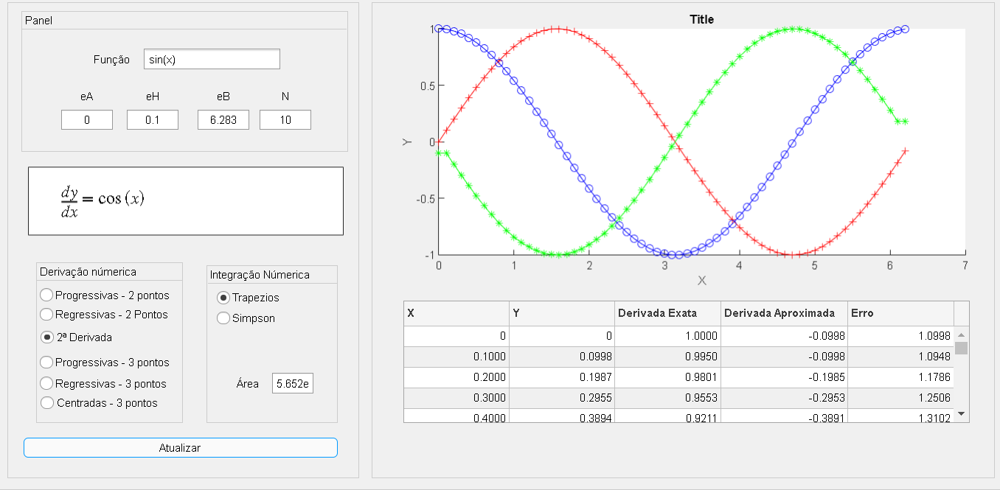 Panel
Função sin(x)
eA eH eB N
0 0.1 6.283 10
dy/dx = cos (x)
Derivação númerica
Progressivas - 2 pontos
Regressivas - 2 Pontos
2ª Derivada
Progressivas - 3 pontos
Regressivas - 3 pontos
Centradas - 3 pontos
Integração Númerica
Trapezios
Simpson
Área 5.652e
Atualizar
Title
1
0.5
0
-0.5
-1
Y
0 1 2 3 4 5 6 7
X
X Y Derivada Exata Derivada Aproximada Erro
0 0 1.0000 -0.0998 1.0998
0.1000 0.0998 0.9950 -0.0998 1.0948
0.2000 0.1987 0.9801 -0.1985 1.1786
0.3000 0.2955 0.9553 -0.2953 1.2506
0.4000 0.3894 0.9211 -0.3891 1.3102